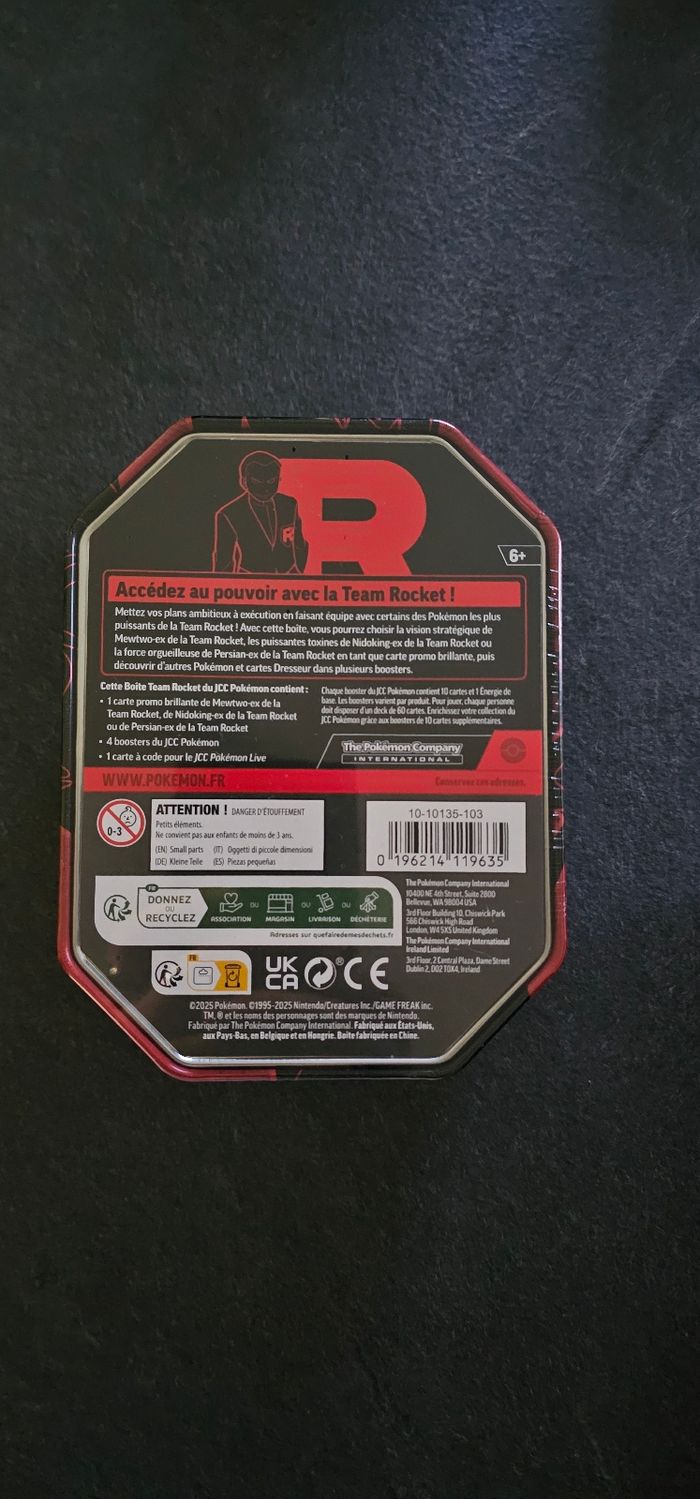 R
R
6+
Accédez au pouvoir avec la Team Rocket !
Mettez vos plans ambitieux à exécution en faisant équipe avec certains des Pokémon les plus
puissants de la Team Rocket ! Avec cette boîte, vous pourrez choisir la vision stratégique de
Mewtwo-ex de la Team Rocket, les puissantes toxines de Nidoking-ex de la Team Rocket ou
la force orgueilleuse de Persian-ex de la Team Rocket en tant que carte promo brillante, puis
découvrir d'autres Pokémon et cartes Dresseur dans plusieurs boosters.
Cette Boîte Team Rocket du JCC Pokémon contient :
• 1 carte promo brillante de Mewtwo-ex de la
Team Rocket, de Nidoking-ex de la Team Rocket
ou de Persian-ex de la Team Rocket
• 4 boosters du JCC Pokémon
• 1 carte à code pour le JCC Pokémon Live
Chaque booster du JCC Pokémon contient 10 cartes et 1 Énergie de
base. Les boosters varient par produit. Pour jouer, chaque personne
doit disposer d'un deck de 60 cartes. Enrichissez votre collection du
JCC Pokémon grâce aux boosters de 10 cartes supplémentaires.
The Pokémon Company
INTERNATIONAL
WWW.POKEMON.FR
Conservez ces adresses.
0-3
ATTENTION ! DANGER D'ÉTOUFFEMENT
Petits éléments.
Ne convient pas aux enfants de moins de 3 ans.
(EN) Small parts (IT) Oggetti di piccole dimensioni
(DE) Kleine Teile (ES) Piezas pequeñas
10-10135-103
0 196214 119635
FR
DONNEZ
OU
RECYCLEZ
ASSOCIATION
OU
MAGASIN
OU
LIVRAISON
OU
DÉCHÈTERIE
Adresses sur quefairedemesdechets.fr
The Pokémon Company International
10400 NE 4th Street, Suite 2800
Bellevue, WA 98004 USA
3rd Floor Building 10, Chiswick Park
566 Chiswick High Road
London, W4 5XS United Kingdom
The Pokémon Company International
Ireland Limited
3rd Floor, 2 Central Plaza, Dame Street
Dublin 2, D02 T0X4, Ireland
FR
UK
CA
®
CE
©2025 Pokémon. ©1995-2025 Nintendo/Creatures Inc./GAME FREAK inc.
TM, ® et les noms des personnages sont des marques de Nintendo.
Fabriqué par The Pokémon Company International. Fabriqué aux États-Unis,
aux Pays-Bas, en Belgique et en Hongrie. Boîte fabriquée en Chine.